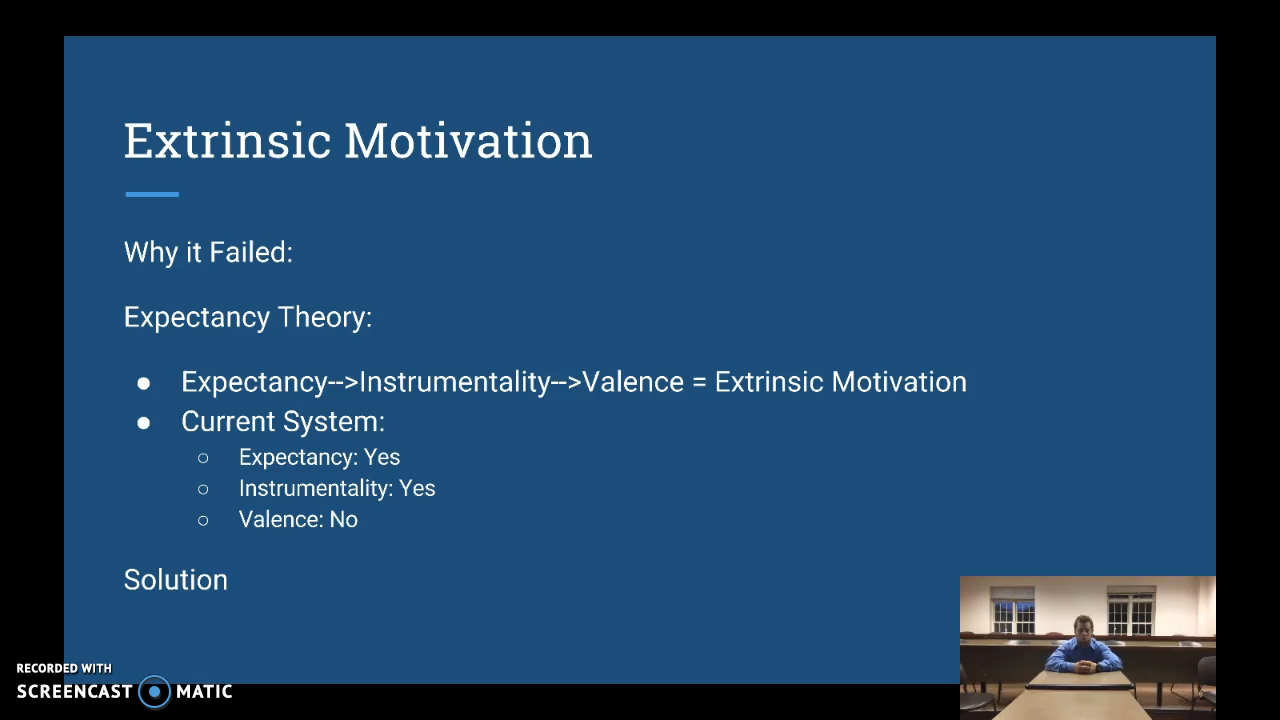 Extrinsic Motivation
Why it Failed:
Expectancy Theory:
● Expectancy-->Instrumentality-->Valence = Extrinsic Motivation
● Current System:
○ Expectancy: Yes
○ Instrumentality: Yes
○ Valence: No
Solution
RECORDED WITH
SCREENCAST MATIC